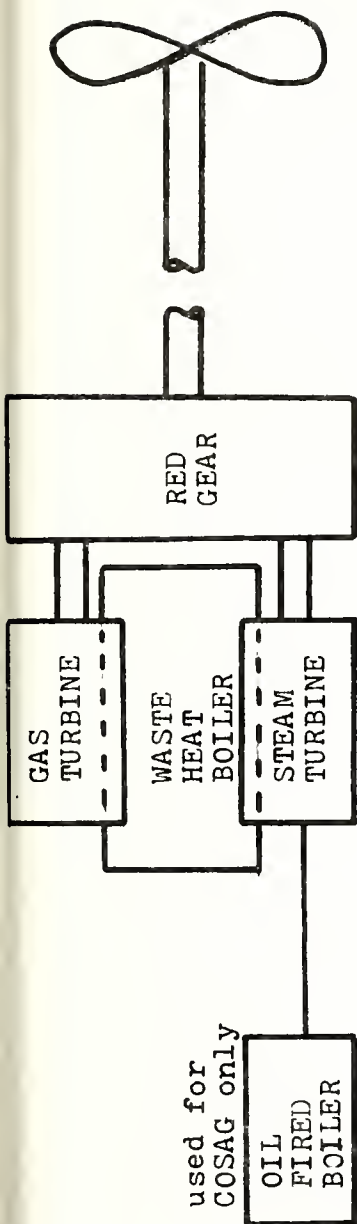 used for
COSAG only
OIL
FIRED
BOILER
GAS
TURBINE
WASTE
HEAT
BOILER
STEAM
TURBINE
RED
GEAR